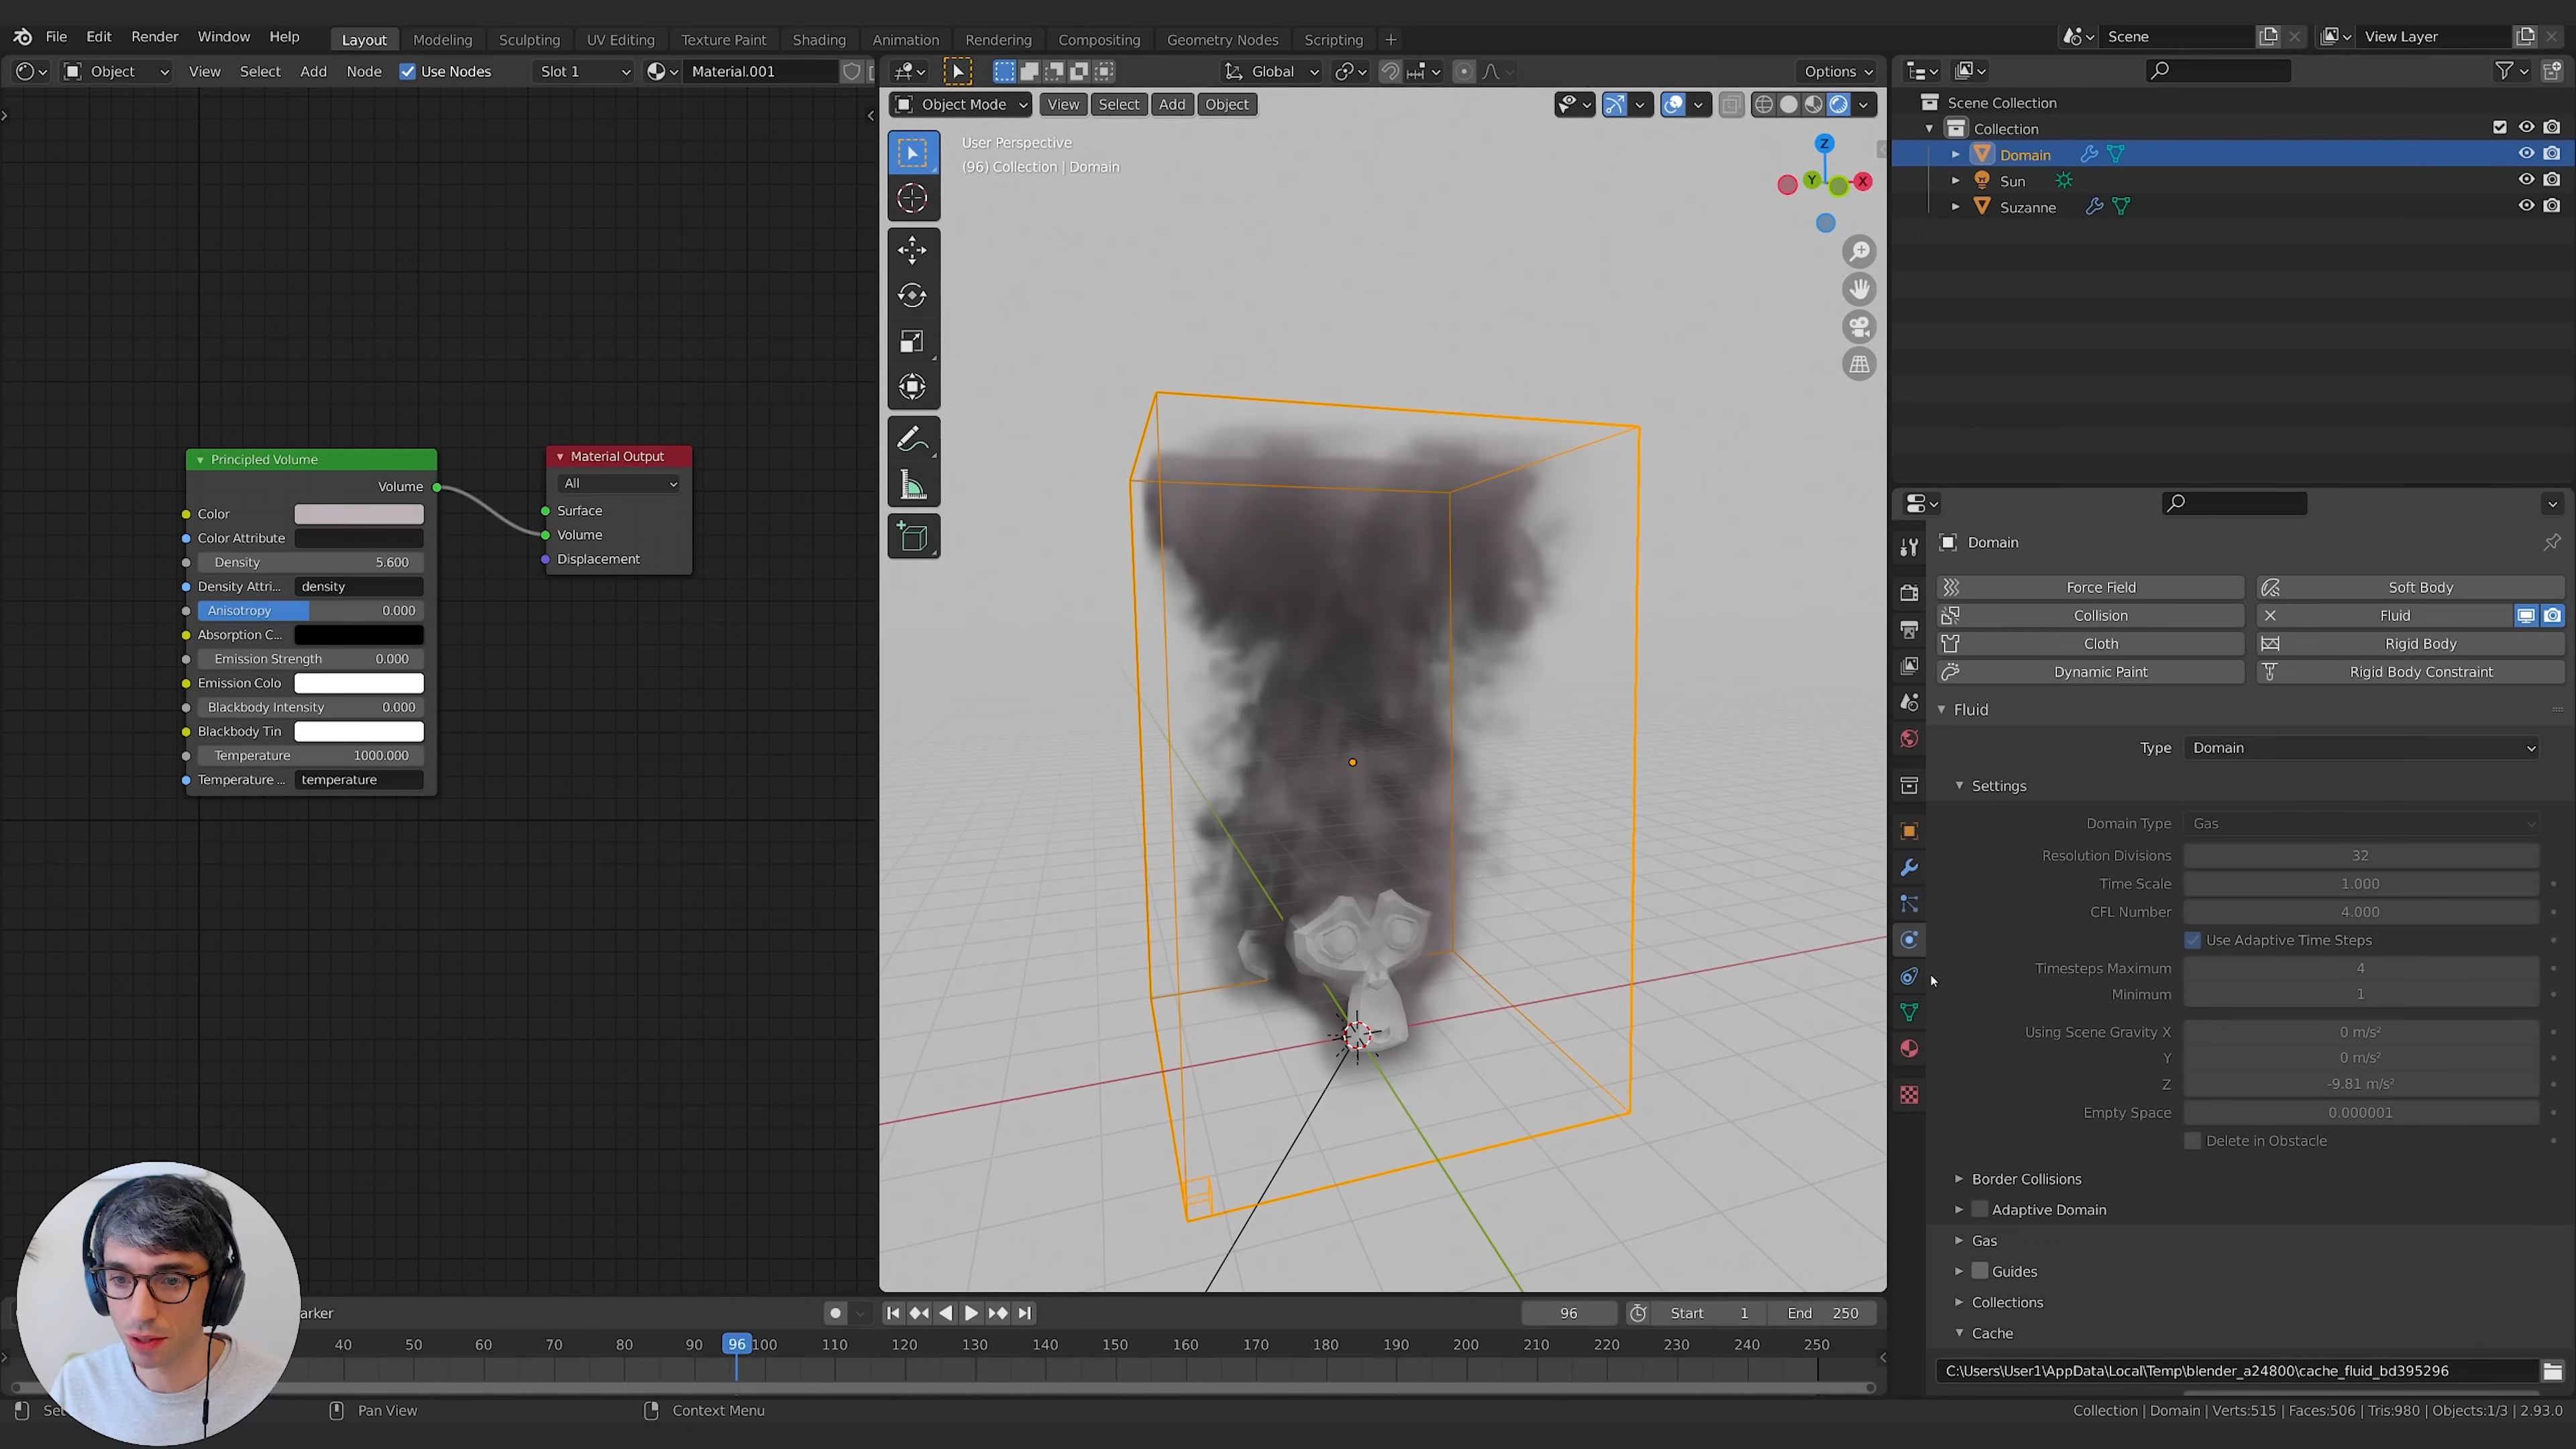 File Edit Render Window Help Layout Modeling Sculpting UV Editing Texture Paint Shading Animation Rendering Compositing Geometry Nodes Scripting + Scene View Layer
Object View Select Add Node Use Nodes Slot 1 Material.001 Global Options
Object Mode View Select Add Object
User Perspective
(96) Collection | Domain
Z
Y
X
Principled Volume
Volume
Color
Color Attribute
Density 5.600
Density Attri... density
Anisotropy 0.000
Absorption C...
Emission Strength 0.000
Emission Colo
Blackbody Intensity 0.000
Blackbody Tin
Temperature 1000.000
Temperature ... temperature
Material Output
All
Surface
Volume
Displacement
Scene Collection
Collection
Domain
Sun
Suzanne
Domain
Force Field Soft Body
Collision Fluid
Cloth Rigid Body
Dynamic Paint Rigid Body Constraint
Fluid
Type Domain
Settings
Domain Type Gas
Resolution Divisions 32
Time Scale 1.000
CFL Number 4.000
Use Adaptive Time Steps
Timesteps Maximum 4
Minimum 1
Using Scene Gravity X 0 m/s²
Y 0 m/s²
Z -9.81 m/s²
Empty Space 0.000001
Delete in Obstacle
Border Collisions
Adaptive Domain
Gas
Guides
Collections
Cache
C:\Users\User1\AppData\Local\Temp\blender_a24800\cache_fluid_bd395296
arker 96 Start 1 End 250
40 50 60 70 80 90 96 100 110 120 130 140 150 160 170 180 190 200 210 220 230 240 250
Se Pan View Context Menu Collection | Domain | Verts:515 | Faces:506 | Tris:980 | Objects:1/3 | 2.93.0